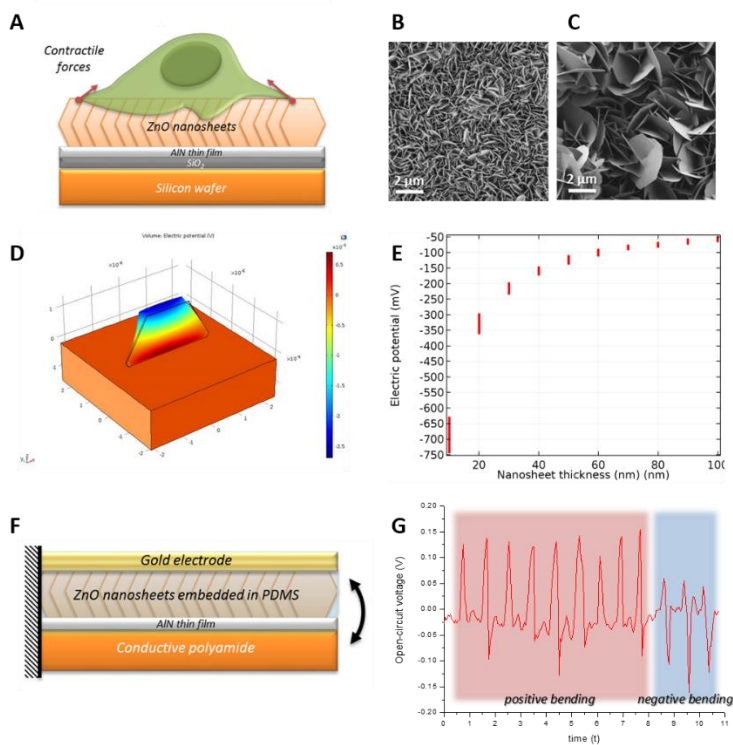 A
Contractile
forces
ZnO nanosheets
AlN thin film
SiO2
Silicon wafer
B
2 µm
C
2 µm
D
Volume: Electric potential (V)
E
Electric potential (mV)
-50
-100
-150
-200
-250
-300
-350
-400
-450
-500
-550
-600
-650
-700
-750
20
40
60
80
100
Nanosheet thickness (nm) (nm)
F
Gold electrode
ZnO nanosheets embedded in PDMS
AlN thin film
Conductive polyamide
G
Open-circuit voltage (V)
0.20
0.15
0.10
0.05
0.00
-0.05
-0.10
-0.15
-0.20
positive bending
negative bending
0 1 2 3 4 5 6 7 8 9 10 11
time (t)